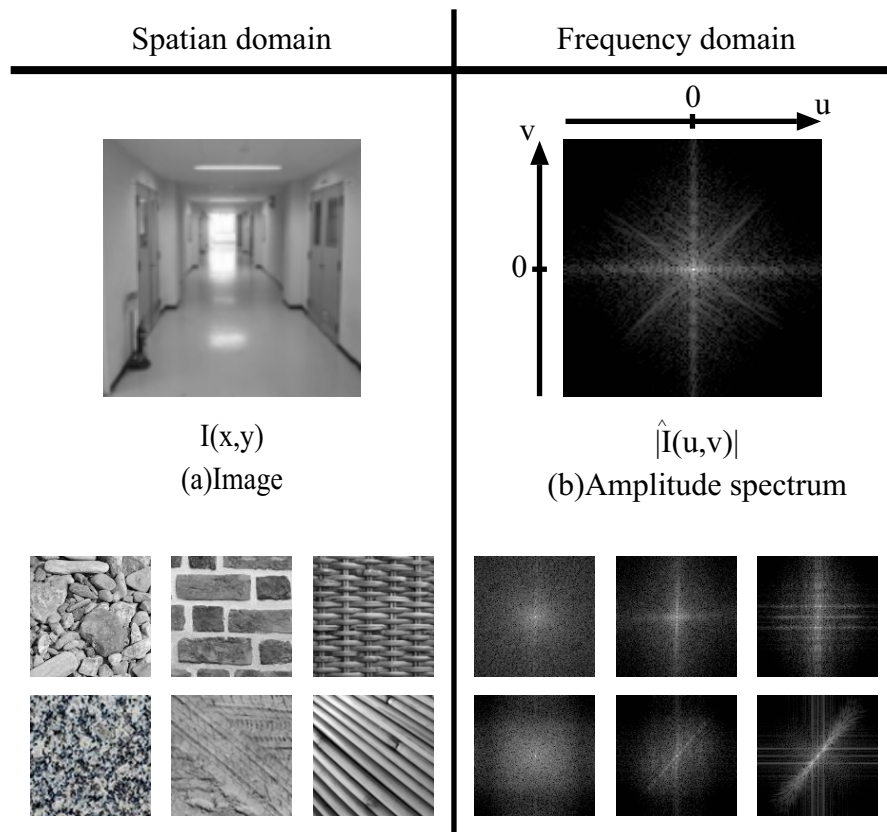 Spatian domain
Frequency domain
0
u
v
0
I(x,y)
(a)Image
|Î(u,v)|
(b)Amplitude spectrum